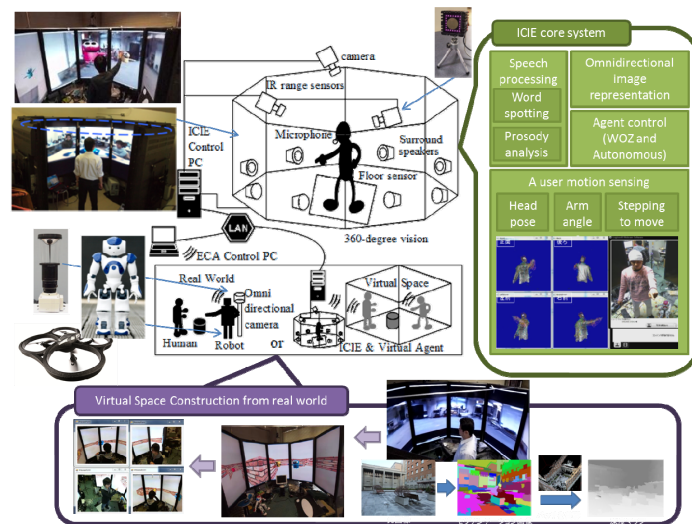 camera
IR range sensors
ICIE
Control
PC
Microphone
Surround
speakers
Floor sensor
LAN
360-degree vision
ECA Control PC
Real World
Omni
directional
camera
Human
Robot
or
Virtual Space
ICIE & Virtual Agent
ICIE core system
Speech
processing
Word
spotting
Prosody
analysis
Omnidirectional
image
representation
Agent control
(WOZ and
Autonomous)
A user motion sensing
Head
pose
Arm
angle
Stepping
to move
Virtual Space Construction from real world